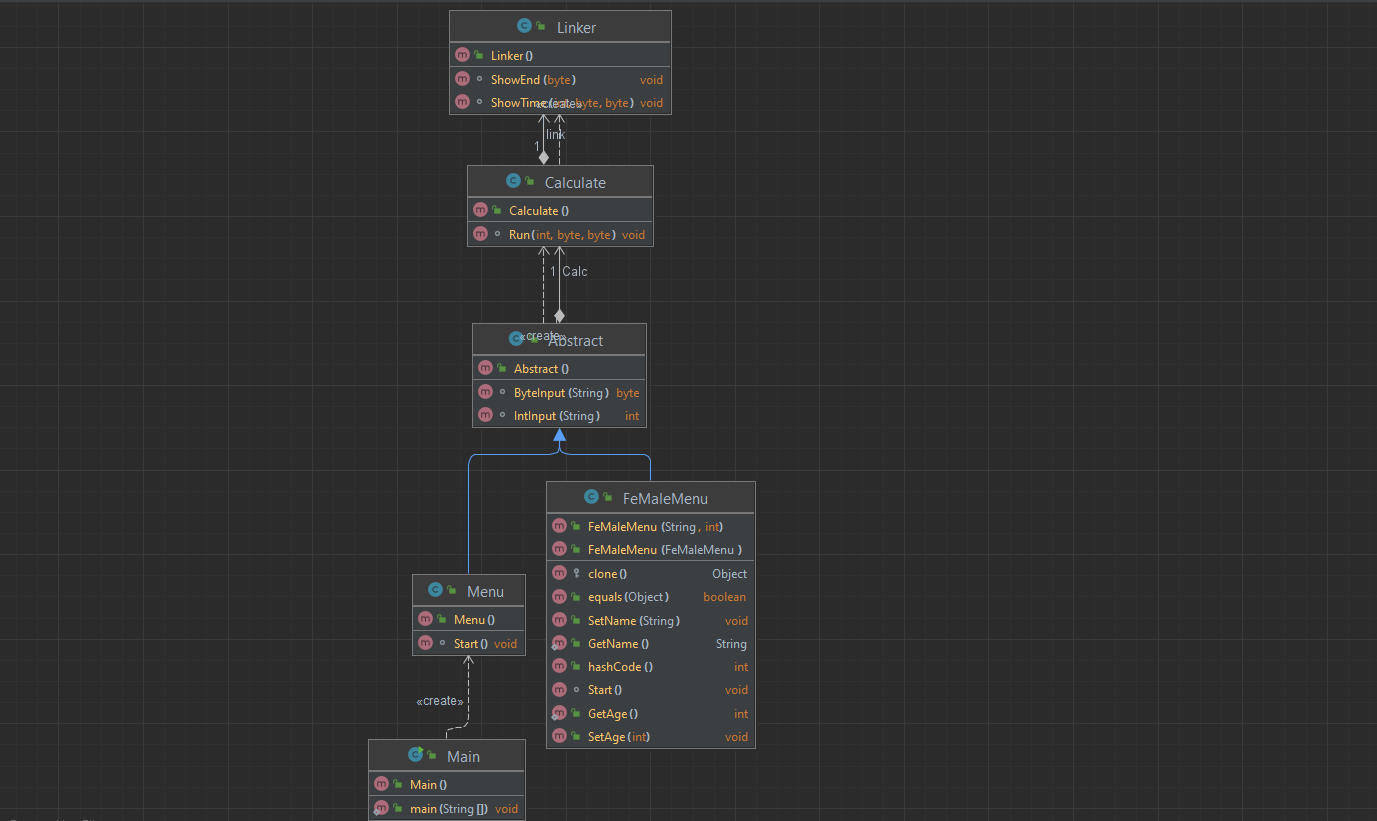 Linker
Linker()
ShowEnd(byte) void
ShowTime(int, byte, byte) void
«create»
link
1
Calculate
Calculate()
Run(int, byte, byte) void
1 Calc
«create»
Abstract
Abstract()
ByteInput(String) byte
IntInput(String) int
FeMaleMenu
FeMaleMenu(String, int)
FeMaleMenu(FeMaleMenu)
clone() Object
equals(Object) boolean
SetName(String) void
GetName() String
hashCode() int
Start() void
GetAge() int
SetAge(int) void
Menu
Menu()
Start() void
«create»
Main
Main()
main(String[]) void